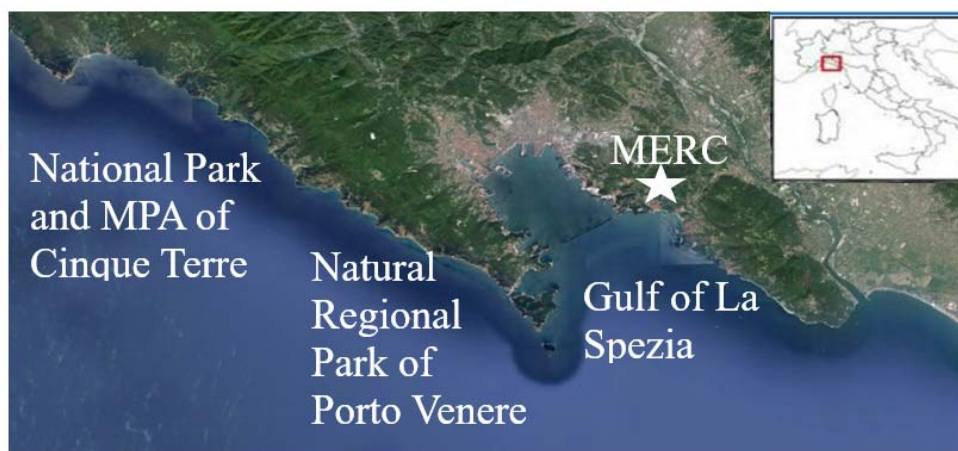 National Park
and MPA of
Cinque Terre
Natural
Regional
Park of
Porto Venere
Gulf of La
Spezia
MERC